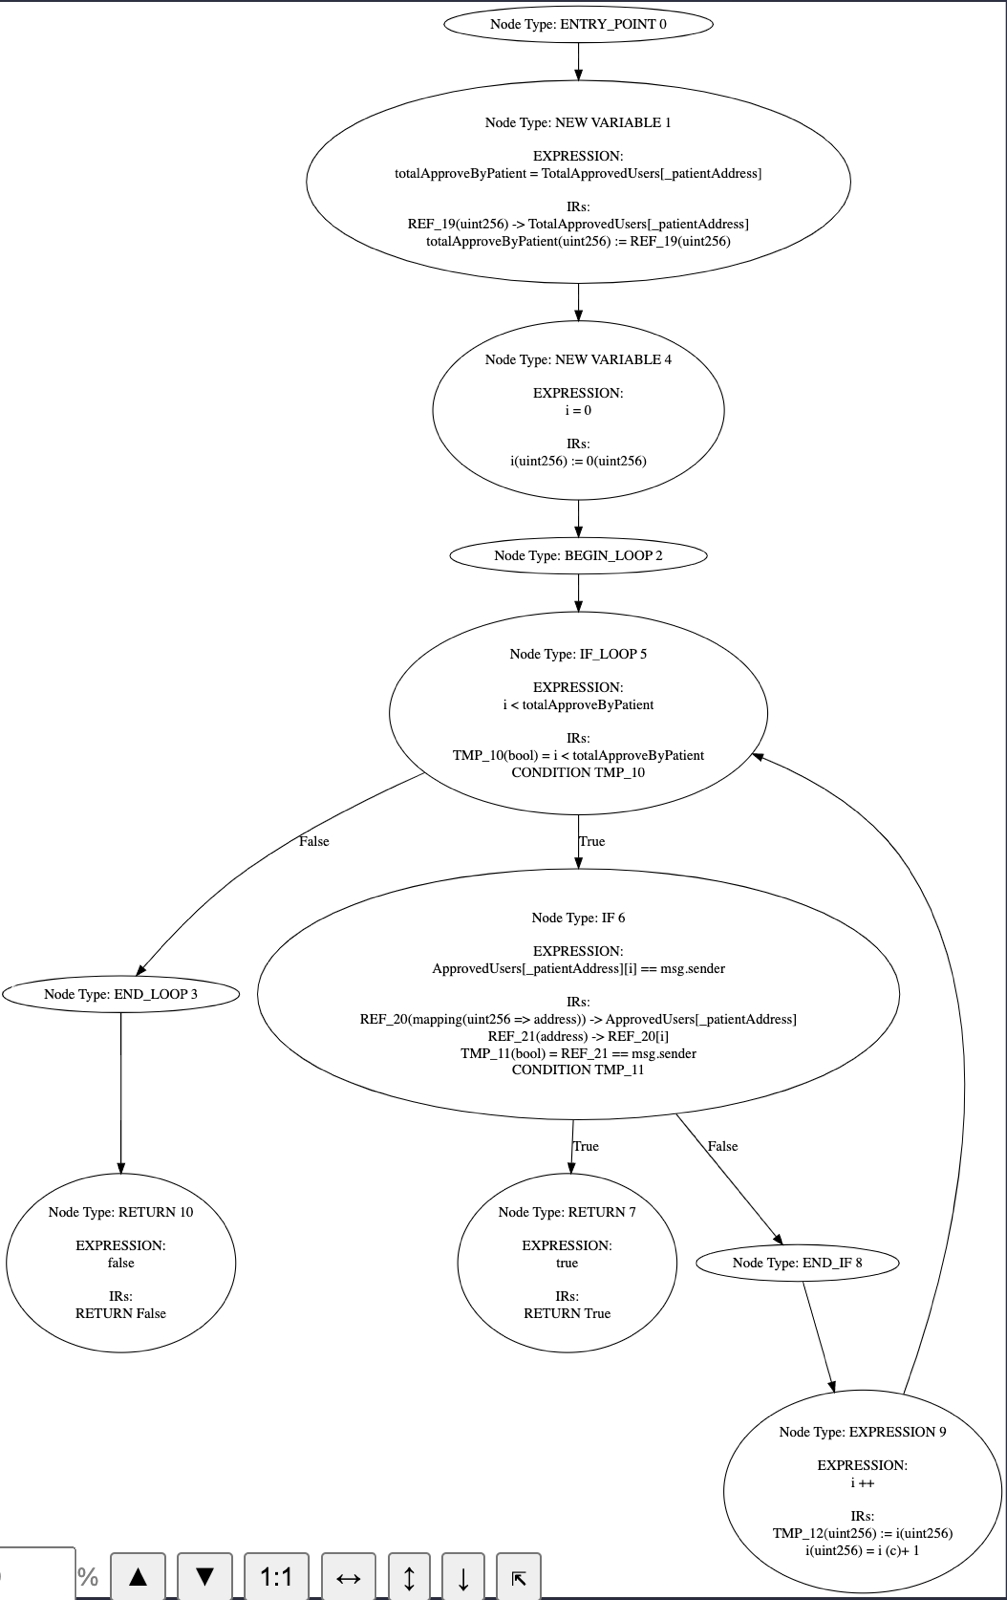 Node Type: ENTRY_POINT 0
Node Type: NEW VARIABLE 1
EXPRESSION:
totalApproveByPatient = TotalApprovedUsers[_patientAddress]
IRs:
REF_19(uint256) -> TotalApprovedUsers[_patientAddress]
totalApproveByPatient(uint256) := REF_19(uint256)
Node Type: NEW VARIABLE 4
EXPRESSION:
i = 0
IRs:
i(uint256) := 0(uint256)
Node Type: BEGIN_LOOP 2
Node Type: IF_LOOP 5
EXPRESSION:
i < totalApproveByPatient
IRs:
TMP_10(bool) = i < totalApproveByPatient
CONDITION TMP_10
False
True
Node Type: END_LOOP 3
Node Type: IF 6
EXPRESSION:
ApprovedUsers[_patientAddress][i] == msg.sender
IRs:
REF_20(mapping(uint256 => address)) -> ApprovedUsers[_patientAddress]
REF_21(address) -> REF_20[i]
TMP_11(bool) = REF_21 == msg.sender
CONDITION TMP_11
True
False
Node Type: RETURN 10
EXPRESSION:
false
IRs:
RETURN False
Node Type: RETURN 7
EXPRESSION:
true
IRs:
RETURN True
Node Type: END_IF 8
Node Type: EXPRESSION 9
EXPRESSION:
i ++
IRs:
TMP_12(uint256) := i(uint256)
i(uint256) = i (c)+ 1
%
1:1